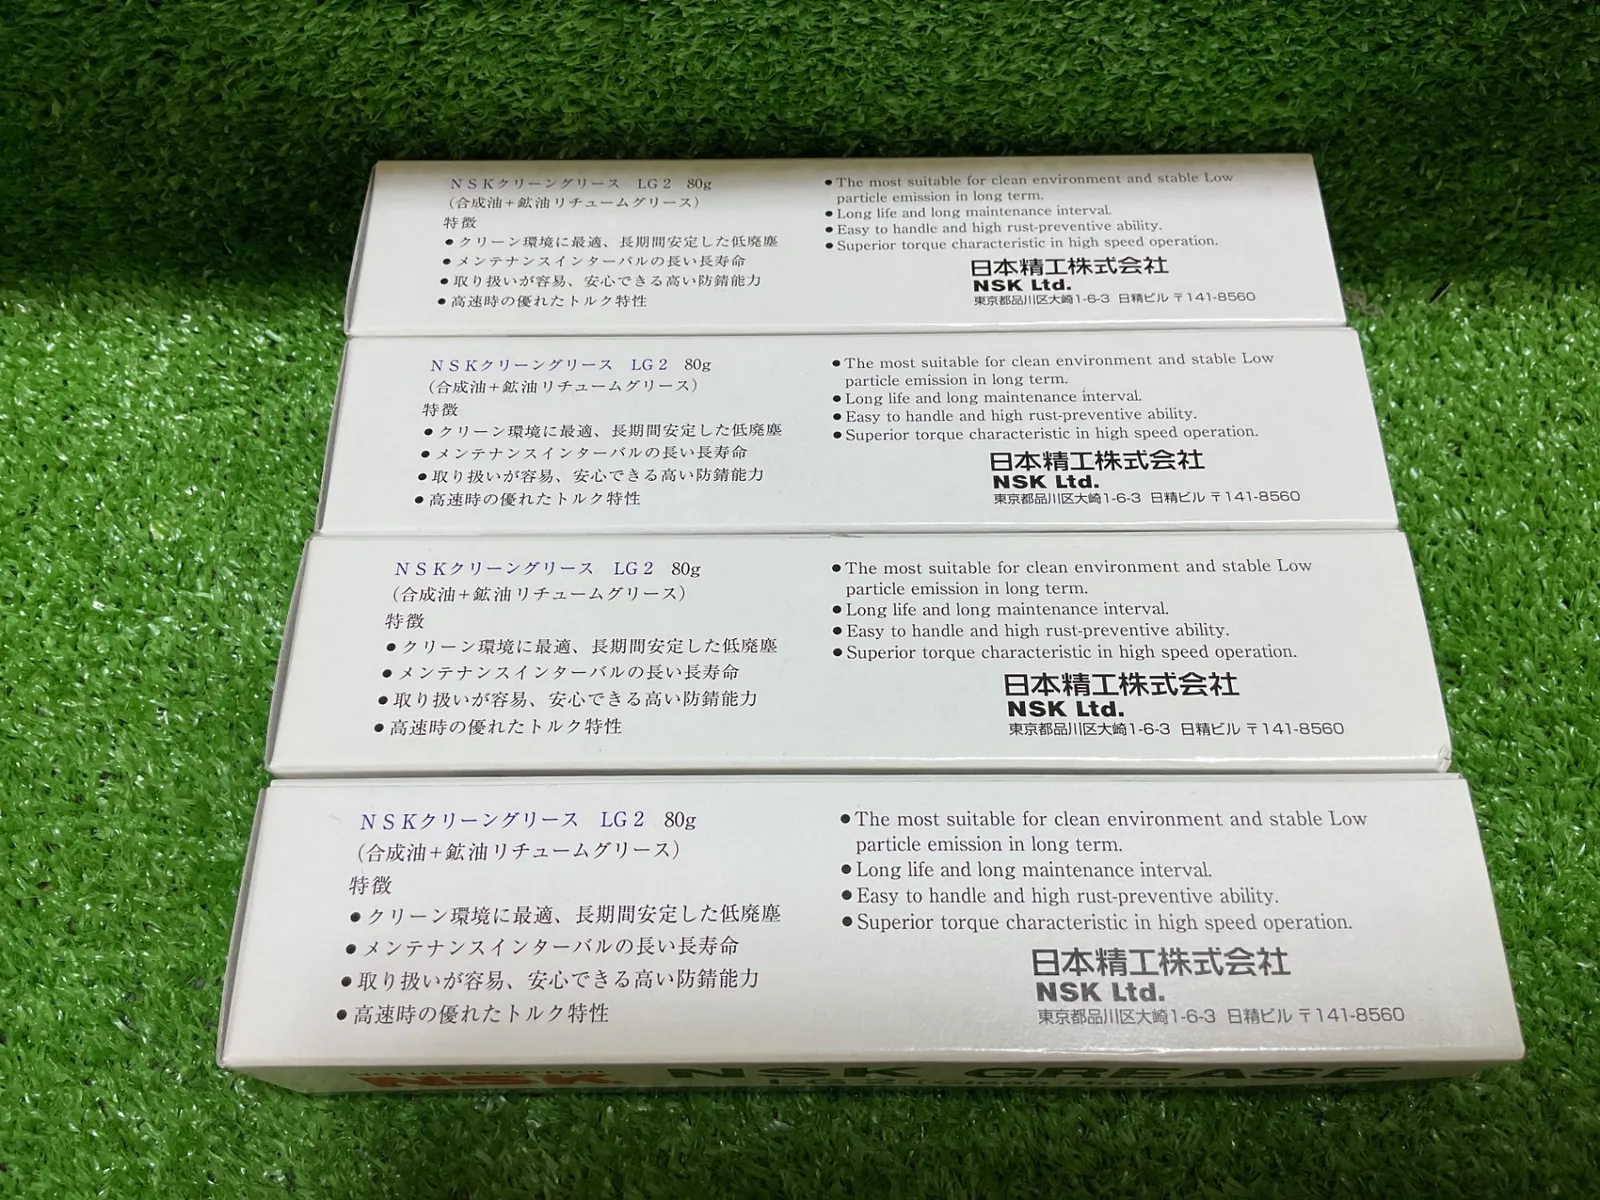 NSKクリーングリース LG2 80g
(合成油+鉱油リチュームグリース)
特徴
●クリーン環境に最適、長期間安定した低廃塵
●メンテナンスインターバルの長い長寿命
●取り扱いが容易、安心できる高い防錆能力
●高速時の優れたトルク特性
●The most suitable for clean environment and stable Low
particle emission in long term.
●Long life and long maintenance interval.
●Easy to handle and high rust-preventive ability.
●Superior torque characteristic in high speed operation.
日本精工株式会社
NSK Ltd.
東京都品川区大崎1-6-3 日精ビル 〒141-8560
NSKクリーングリース LG2 80g
(合成油+鉱油リチュームグリース)
特徴
●クリーン環境に最適、長期間安定した低廃塵
●メンテナンスインターバルの長い長寿命
●取り扱いが容易、安心できる高い防錆能力
●高速時の優れたトルク特性
●The most suitable for clean environment and stable Low
particle emission in long term.
●Long life and long maintenance interval.
●Easy to handle and high rust-preventive ability.
●Superior torque characteristic in high speed operation.
日本精工株式会社
NSK Ltd.
東京都品川区大崎1-6-3 日精ビル 〒141-8560
NSKクリーングリース LG2 80g
(合成油+鉱油リチュームグリース)
特徴
●クリーン環境に最適、長期間安定した低廃塵
●メンテナンスインターバルの長い長寿命
●取り扱いが容易、安心できる高い防錆能力
●高速時の優れたトルク特性
●The most suitable for clean environment and stable Low
particle emission in long term.
●Long life and long maintenance interval.
●Easy to handle and high rust-preventive ability.
●Superior torque characteristic in high speed operation.
日本精工株式会社
NSK Ltd.
東京都品川区大崎1-6-3 日精ビル 〒141-8560
NSKクリーングリース LG2 80g
(合成油+鉱油リチュームグリース)
特徴
●クリーン環境に最適、長期間安定した低廃塵
●メンテナンスインターバルの長い長寿命
●取り扱いが容易、安心できる高い防錆能力
●高速時の優れたトルク特性
●The most suitable for clean environment and stable Low
particle emission in long term.
●Long life and long maintenance interval.
●Easy to handle and high rust-preventive ability.
●Superior torque characteristic in high speed operation.
日本精工株式会社
NSK Ltd.
東京都品川区大崎1-6-3 日精ビル 〒141-8560
NSK NSK GREASE
LG2